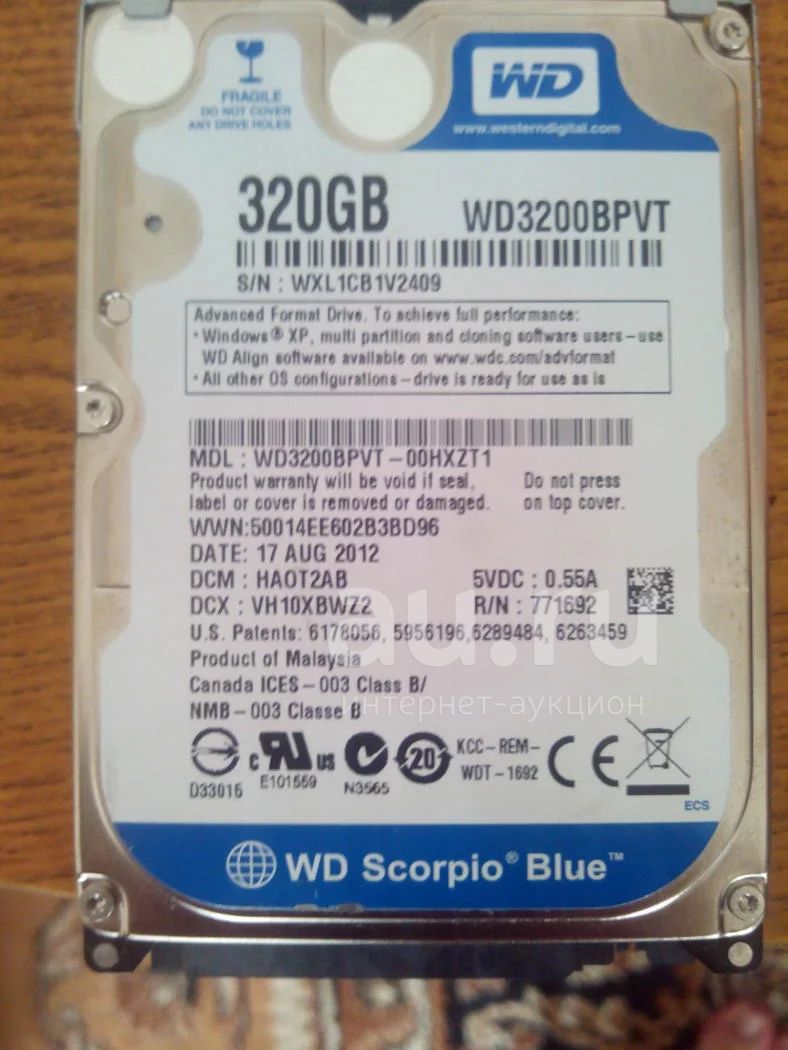 FRAGILE
DO NOT COVER
ANY DRIVE HOLES
WD
www.westerndigital.com
320GB
WD3200BPVT
S/N : WXL1CB1V2409
Advanced Format Drive. To achieve full performance:
• Windows® XP, multi partition and cloning software users – use
WD Align software available on www.wdc.com/advformat
• All other OS configurations – drive is ready for use as is
MDL : WD3200BPVT – 00HXZT1
Product warranty will be void if seal,
label or cover is removed or damaged.
Do not press
on top cover.
WWN:50014EE602B3BD96
DATE: 17 AUG 2012
DCM : HAOT2AB
5VDC : 0.55A
DCX : VH10XBWZ2
R/N : 771692
U.S. Patents: 6178056, 5956196,6289484, 6263459
Product of Malaysia
Canada ICES – 003 Class B/
NMB – 003 Classe B
au.ru
интернет-аукцион
D33015
c UR us
E101559
N3565
20
KCC – REM –
WDT – 1692
CE
ECS
WD Scorpio® Blue™